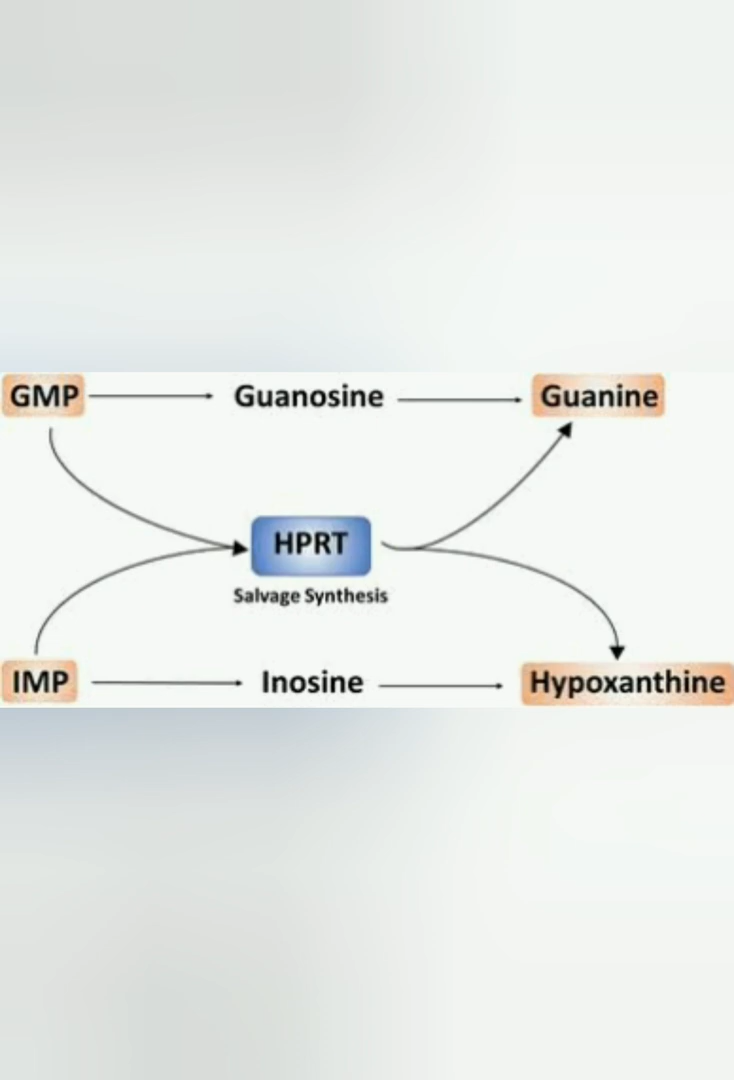 GMP Guanosine Guanine
HPRT
Salvage Synthesis
IMP Inosine Hypoxanthine